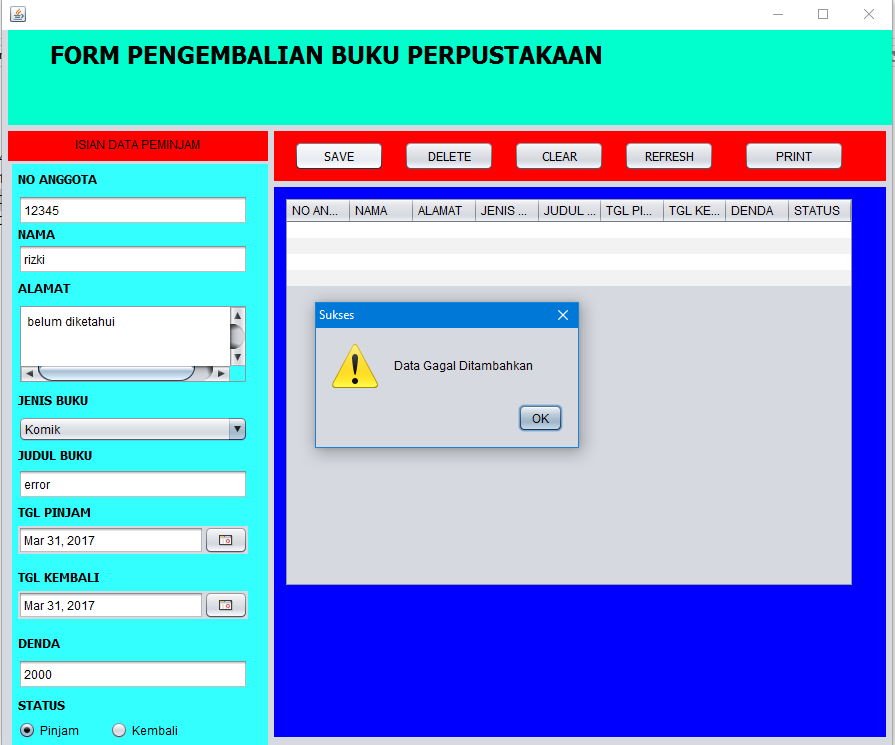 FORM PENGEMBALIAN BUKU PERPUSTAKAAN
ISIAN DATA PEMINJAM
SAVE DELETE CLEAR REFRESH PRINT
NO ANGGOTA
12345
NAMA
rizki
ALAMAT
belum diketahui
JENIS BUKU
Komik
JUDUL BUKU
error
TGL PINJAM
Mar 31, 2017
TGL KEMBALI
Mar 31, 2017
DENDA
2000
STATUS
Pinjam Kembali
NO AN... NAMA ALAMAT JENIS ... JUDUL ... TGL PI... TGL KE... DENDA STATUS
Sukses
Data Gagal Ditambahkan
OK